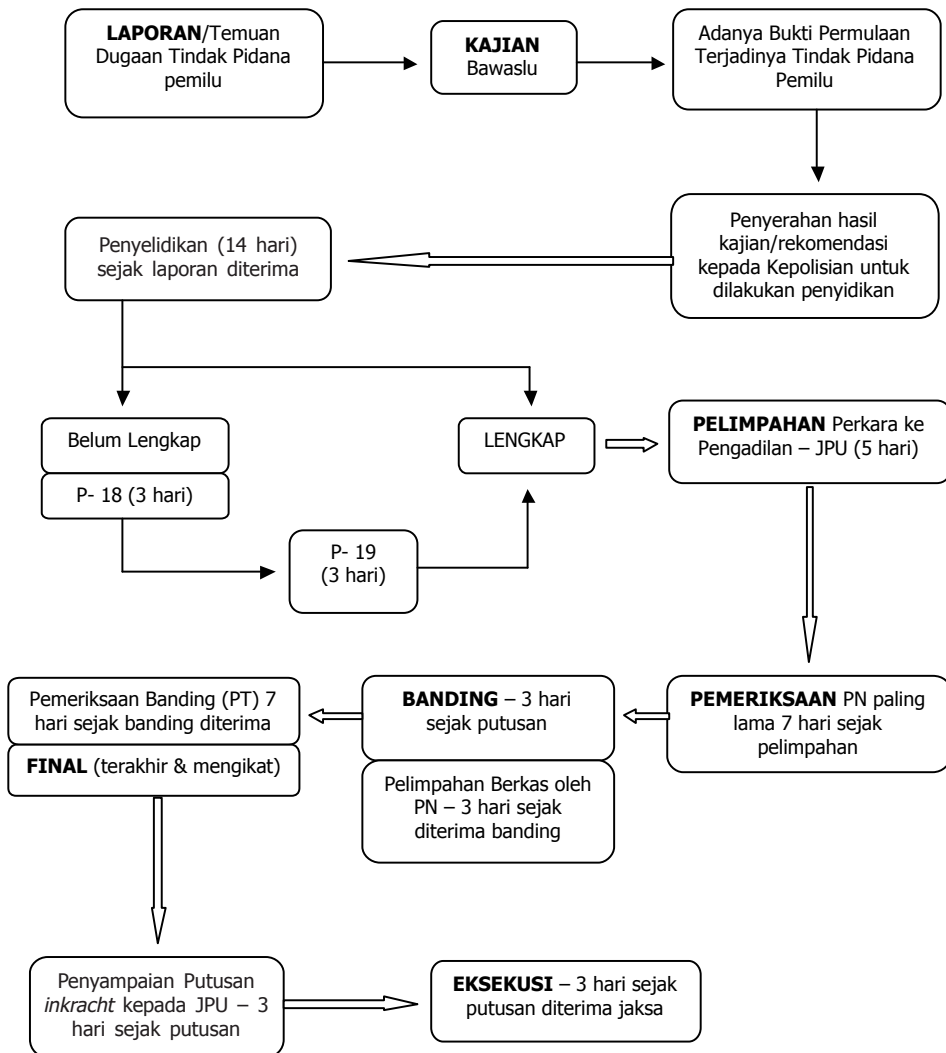 LAPORAN/Temuan
Dugaan Tindak Pidana
pemilu
KAJIAN
Bawaslu
Adanya Bukti Permulaan
Terjadinya Tindak Pidana
Pemilu
Penyerahan hasil
kajian/rekomendasi
kepada Kepolisian untuk
dilakukan penyidikan
Penyelidikan (14 hari)
sejak laporan diterima
Belum Lengkap
P- 18 (3 hari)
P- 19
(3 hari)
LENGKAP
PELIMPAHAN Perkara ke
Pengadilan – JPU (5 hari)
PEMERIKSAAN PN paling
lama 7 hari sejak
pelimpahan
BANDING – 3 hari
sejak putusan
Pelimpahan Berkas oleh
PN – 3 hari sejak
diterima banding
Pemeriksaan Banding (PT) 7
hari sejak banding diterima
FINAL (terakhir & mengikat)
Penyampaian Putusan
inkracht kepada JPU – 3
hari sejak putusan
EKSEKUSI – 3 hari sejak
putusan diterima jaksa